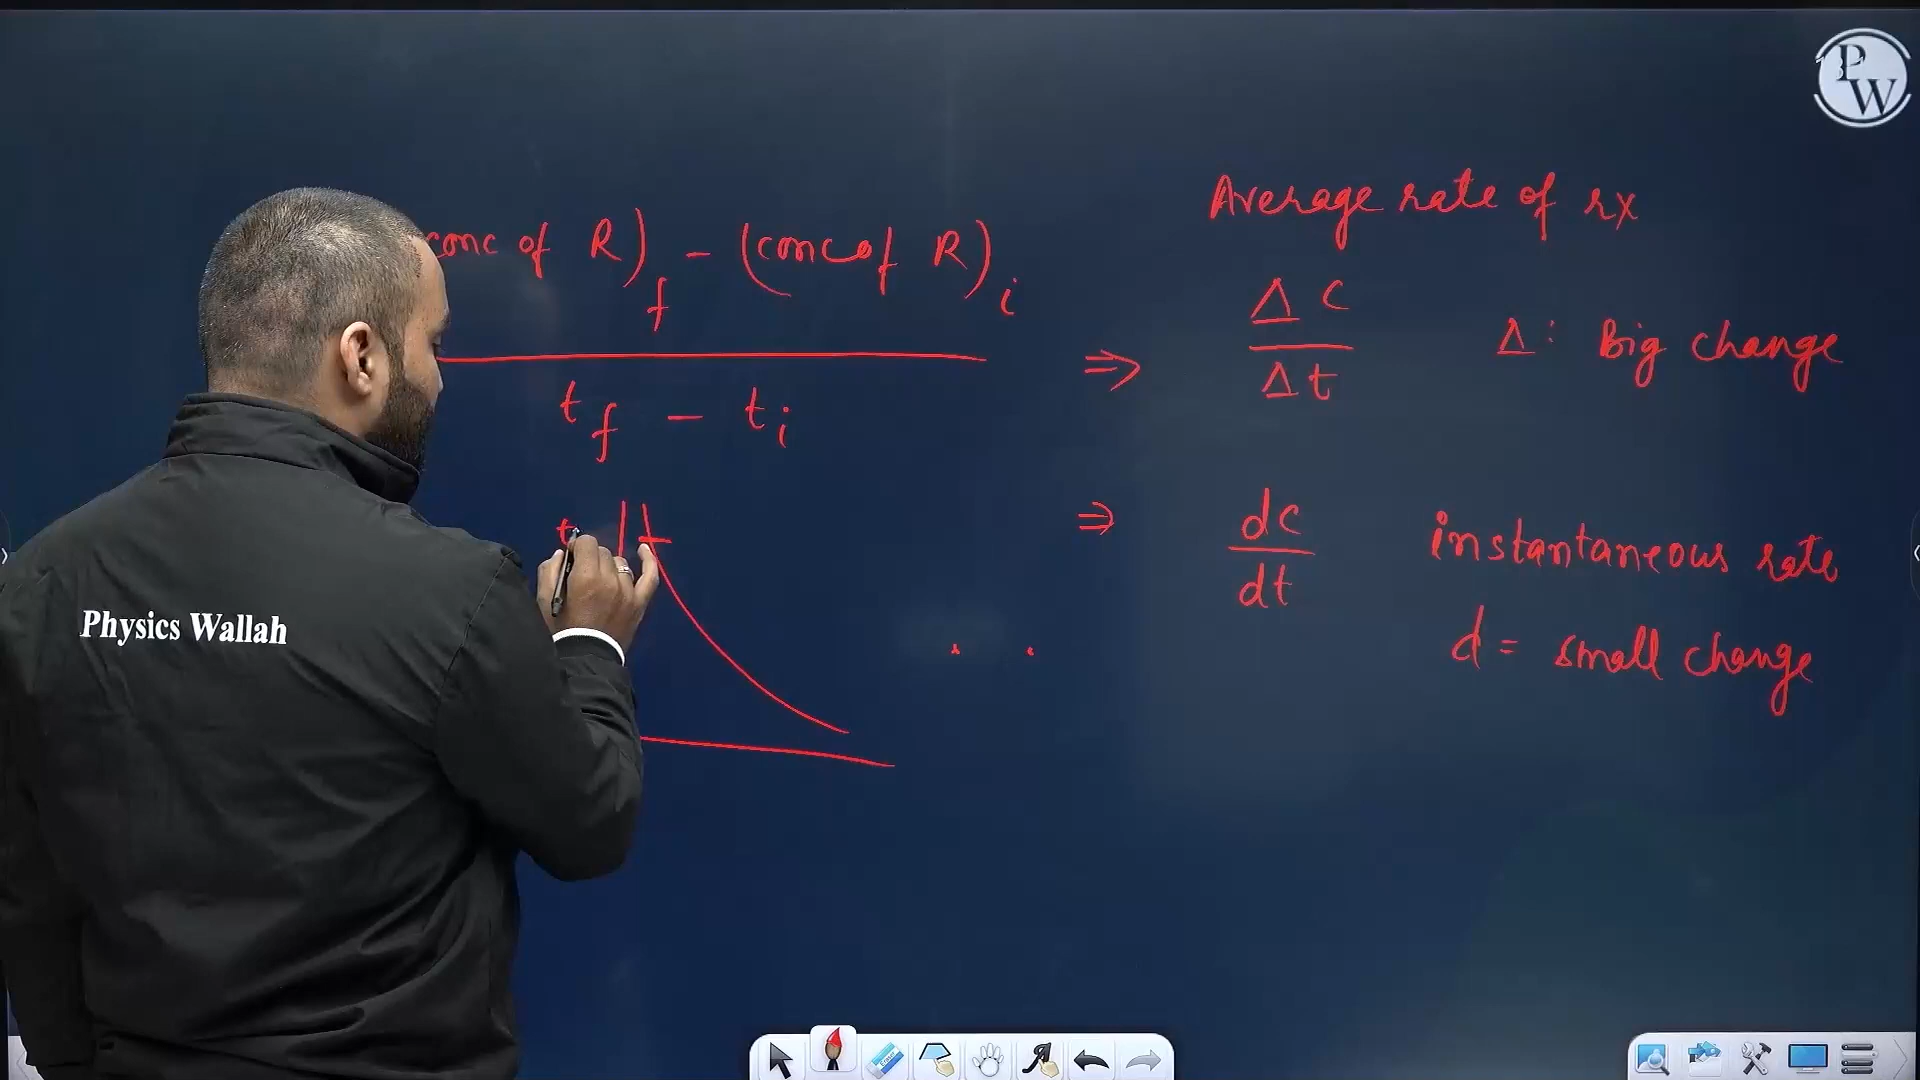 PW
Average rate of rx
conc of R)f - (conc of R)i
⇒ Δc/Δt Δ: Big change
tf - ti
⇒ dc/dt instantaneous rate
d = small change
t
Physics Wallah